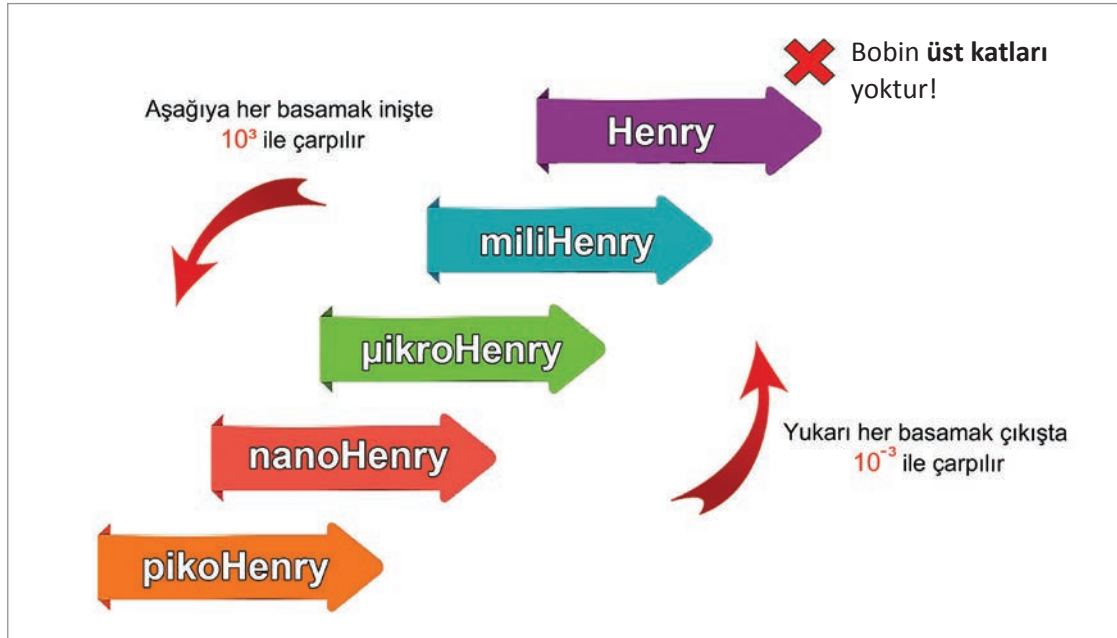 Bobin üst katları
yoktur!
Aşağıya her basamak inişte
10³ ile çarpılır
Henry
miliHenry
µikroHenry
nanoHenry
pikoHenry
Yukarı her basamak çıkışta
10⁻³ ile çarpılır